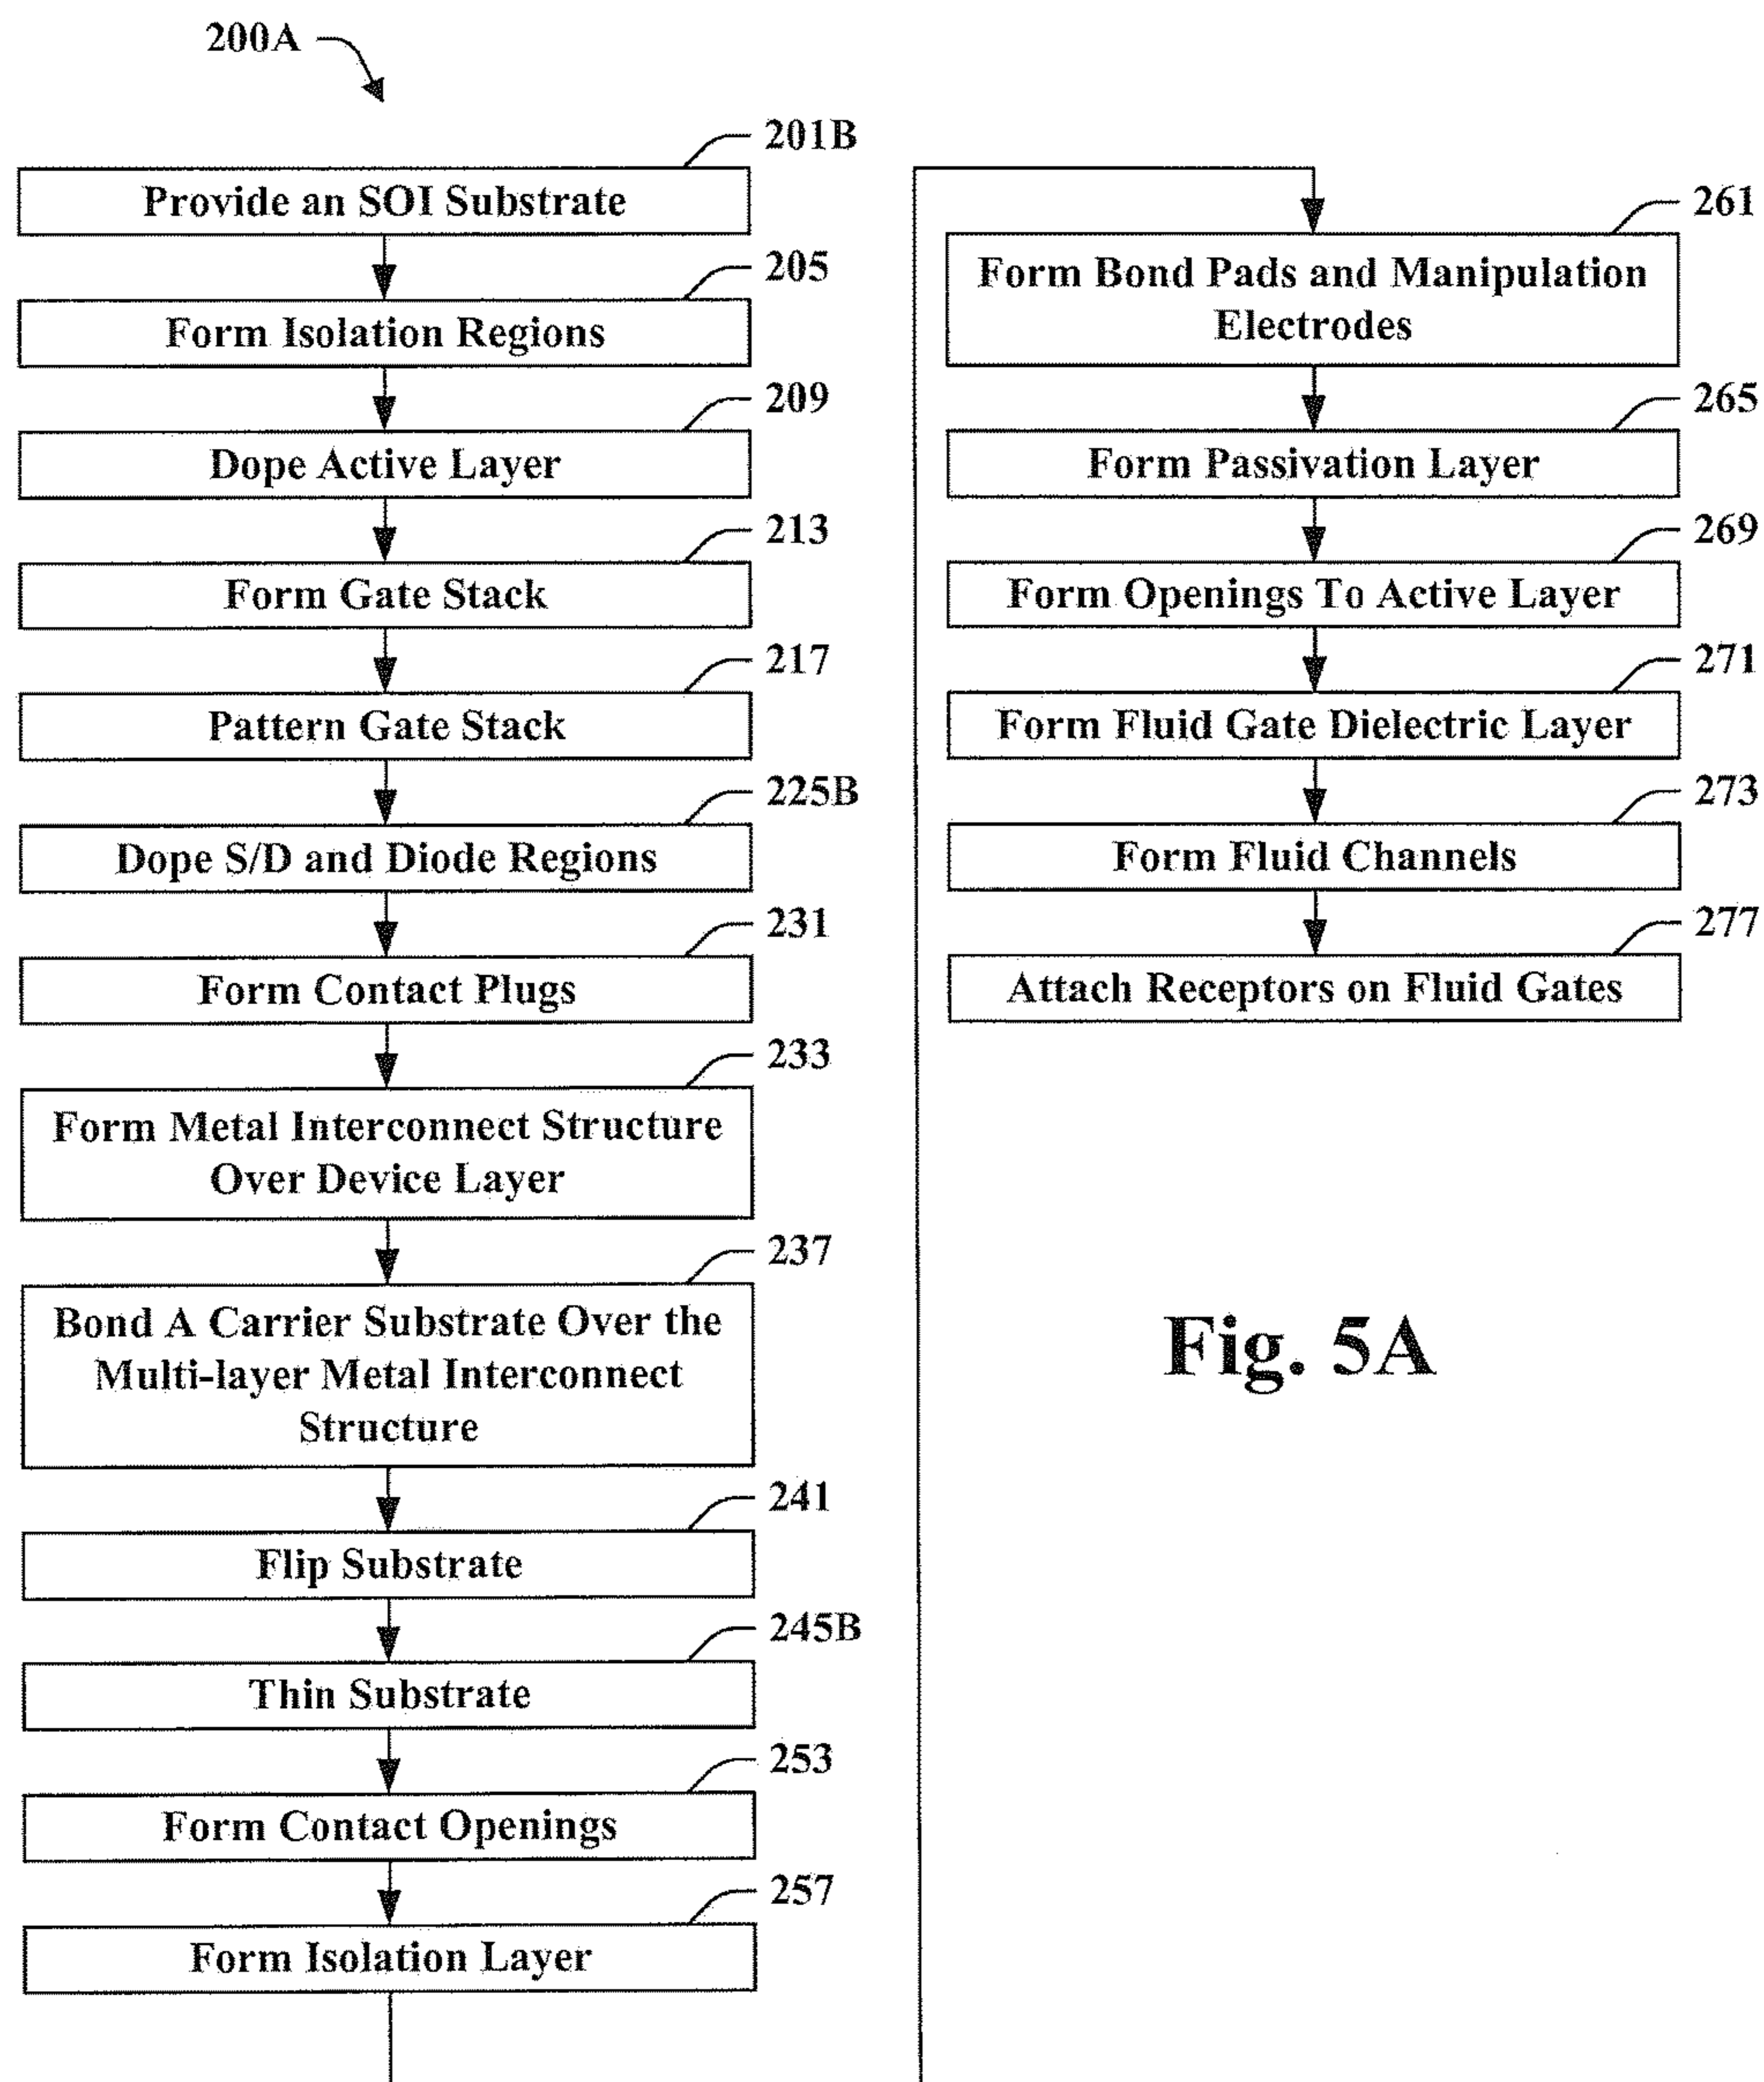 200A
201B
Provide an SOI Substrate
205
Form Isolation Regions
209
Dope Active Layer
213
Form Gate Stack
217
Pattern Gate Stack
225B
Dope S/D and Diode Regions
231
Form Contact Plugs
233
Form Metal Interconnect Structure
Over Device Layer
237
Bond A Carrier Substrate Over the
Multi-layer Metal Interconnect
Structure
241
Flip Substrate
245B
Thin Substrate
253
Form Contact Openings
257
Form Isolation Layer
261
Form Bond Pads and Manipulation
Electrodes
265
Form Passivation Layer
269
Form Openings To Active Layer
271
Form Fluid Gate Dielectric Layer
273
Form Fluid Channels
277
Attach Receptors on Fluid Gates
Fig. 5A